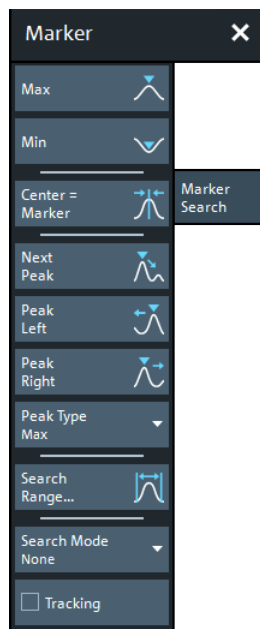 Marker
Max
Min
Center =
Marker
Marker
Search
Next
Peak
Peak
Left
Peak
Right
Peak Type
Max
Search
Range...
Search Mode
None
Tracking